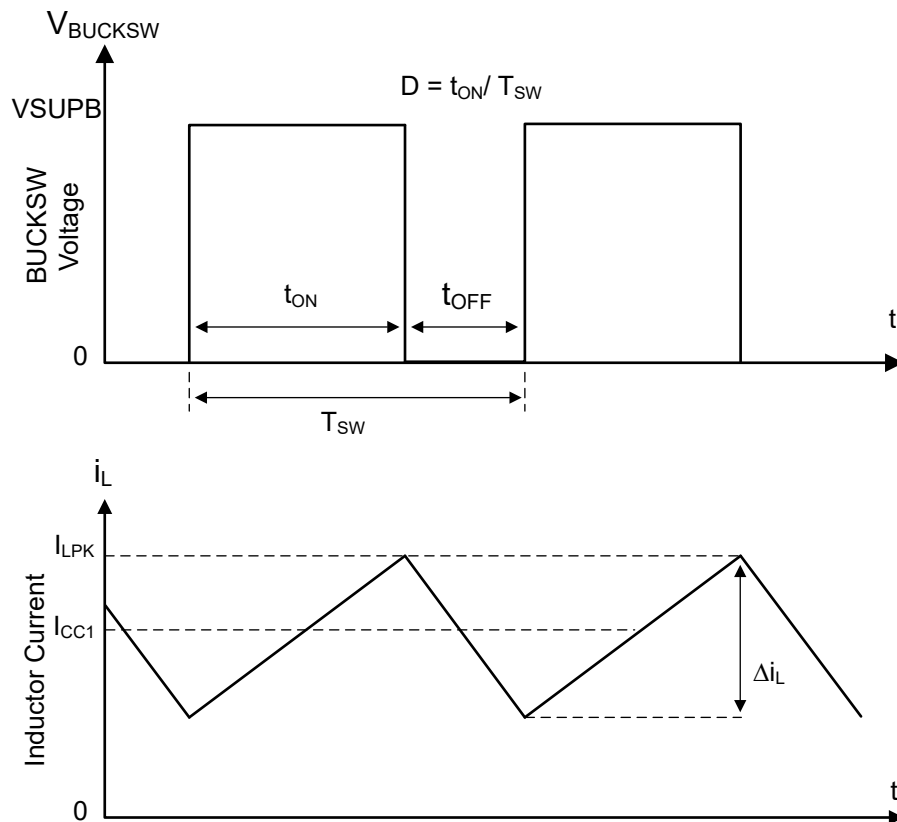 V_BUCKSW
D = t_ON/ T_SW
VSUPB
BUCKSW
Voltage
t_ON
t_OFF
t
0
T_SW
i_L
I_LPK
I_CC1
Inductor Current
Δi_L
0
t